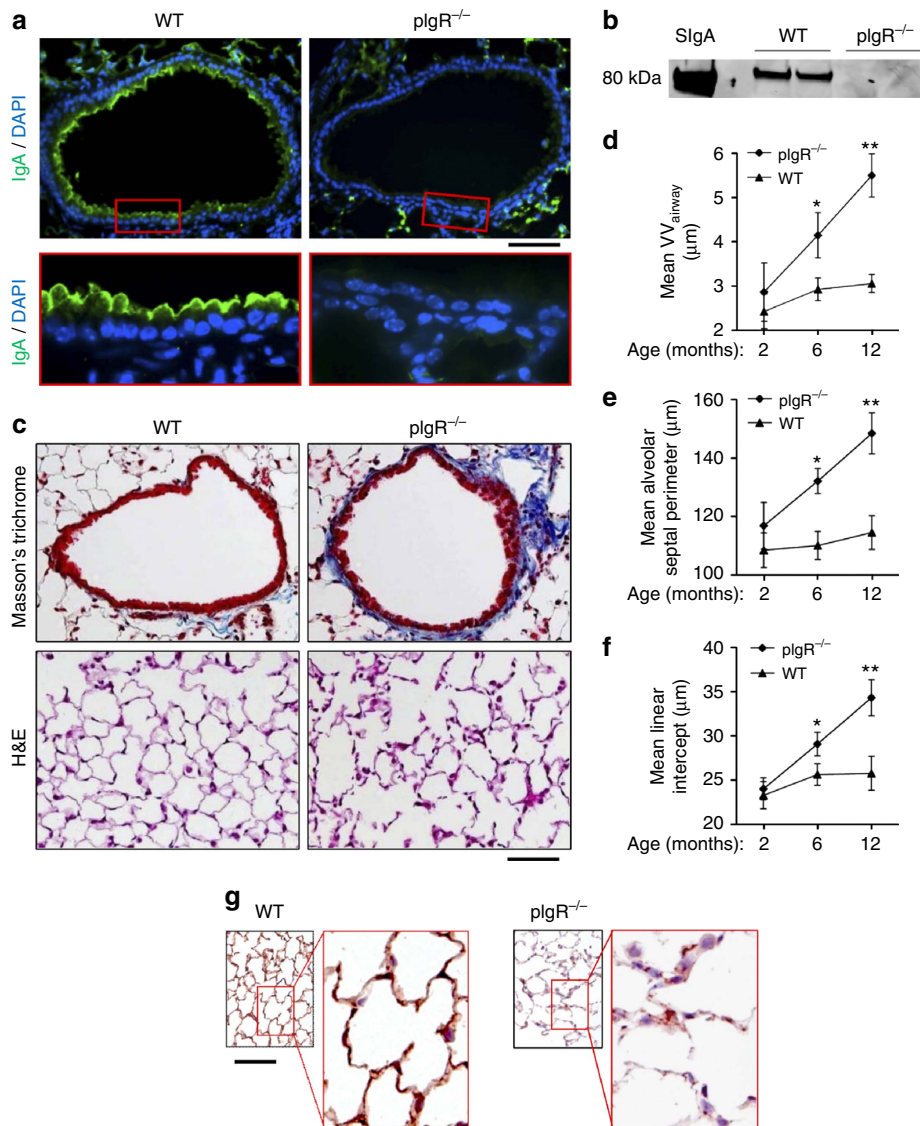 a
WT
pIgR–/–
IgA / DAPI
IgA / DAPI
b
SIgA WT pIgR–/–
80 kDa
c
WT
pIgR–/–
Masson's trichrome
H&E
d
pIgR–/–
WT
Mean VVairway
(μm)
6
5
4
3
2
*
**
Age (months): 2 6 12
e
pIgR–/–
WT
Mean alveolar
septal perimeter (μm)
160
140
120
100
*
**
Age (months): 2 6 12
f
pIgR–/–
WT
Mean linear
intercept (μm)
40
35
30
25
20
*
**
Age (months): 2 6 12
g
WT
pIgR–/–